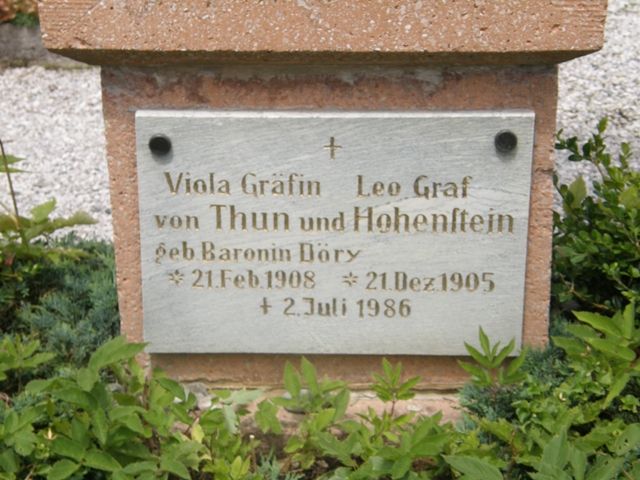 Viola Gräfin Leo Graf
von Thun und Hohenſtein
geb. Baronin Döry
* 21. Feb. 1908 * 21. Dez. 1905
+ 2. Juli 1986